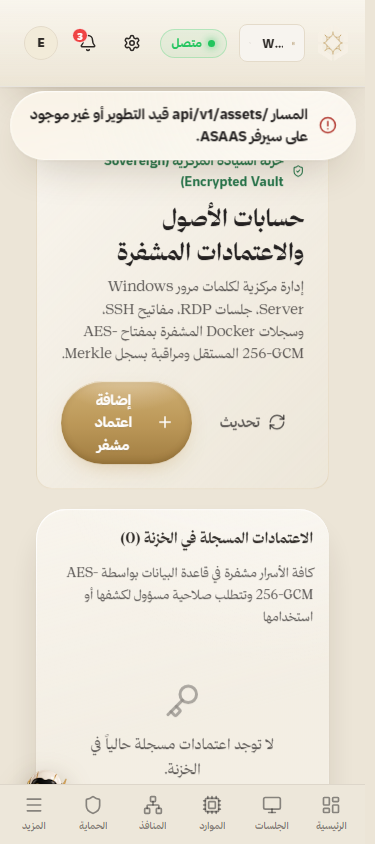 W...
متصل
3
E
المسار /api/v1/assets قيد التطوير أو غير موجود
على سيرفر ASAAS.
خزنة السيادة المركزية (Sovereign
Encrypted Vault)
حسابات الأصول
والاعتمادات المشفرة
إدارة مركزية لكلمات مرور Windows
Server، جلسات RDP، مفاتيح SSH،
وسجلات Docker المشفرة بمفتاح AES-
256-GCM المستقل ومراقبة بسجل Merkle.
تحديث
إضافة
اعتماد
مشفر
الاعتمادات المسجلة في الخزنة (0)
كافة الأسرار مشفرة في قاعدة البيانات بواسطة AES-
256-GCM وتتطلب صلاحية مسؤول لكشفها أو
استخدامها
لا توجد اعتمادات مسجلة حالياً في
الخزنة.
الرئيسية
الجلسات
الموارد
المنافذ
الحماية
المزيد